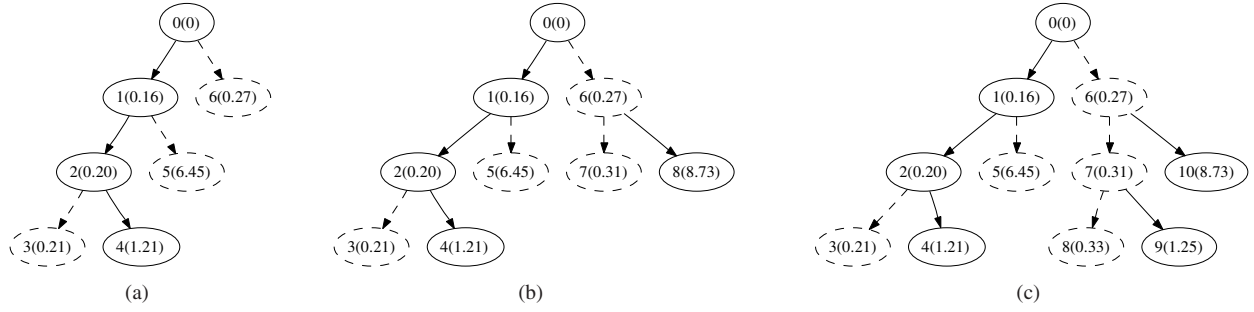 0(0) 0(0) 0(0)
1(0.16) 6(0.27) 1(0.16) 6(0.27) 1(0.16) 6(0.27)
2(0.20) 5(6.45) 2(0.20) 5(6.45) 7(0.31) 8(8.73) 2(0.20) 5(6.45) 7(0.31) 10(8.73)
3(0.21) 4(1.21) 3(0.21) 4(1.21) 3(0.21) 4(1.21) 8(0.33) 9(1.25)
(a) (b) (c)